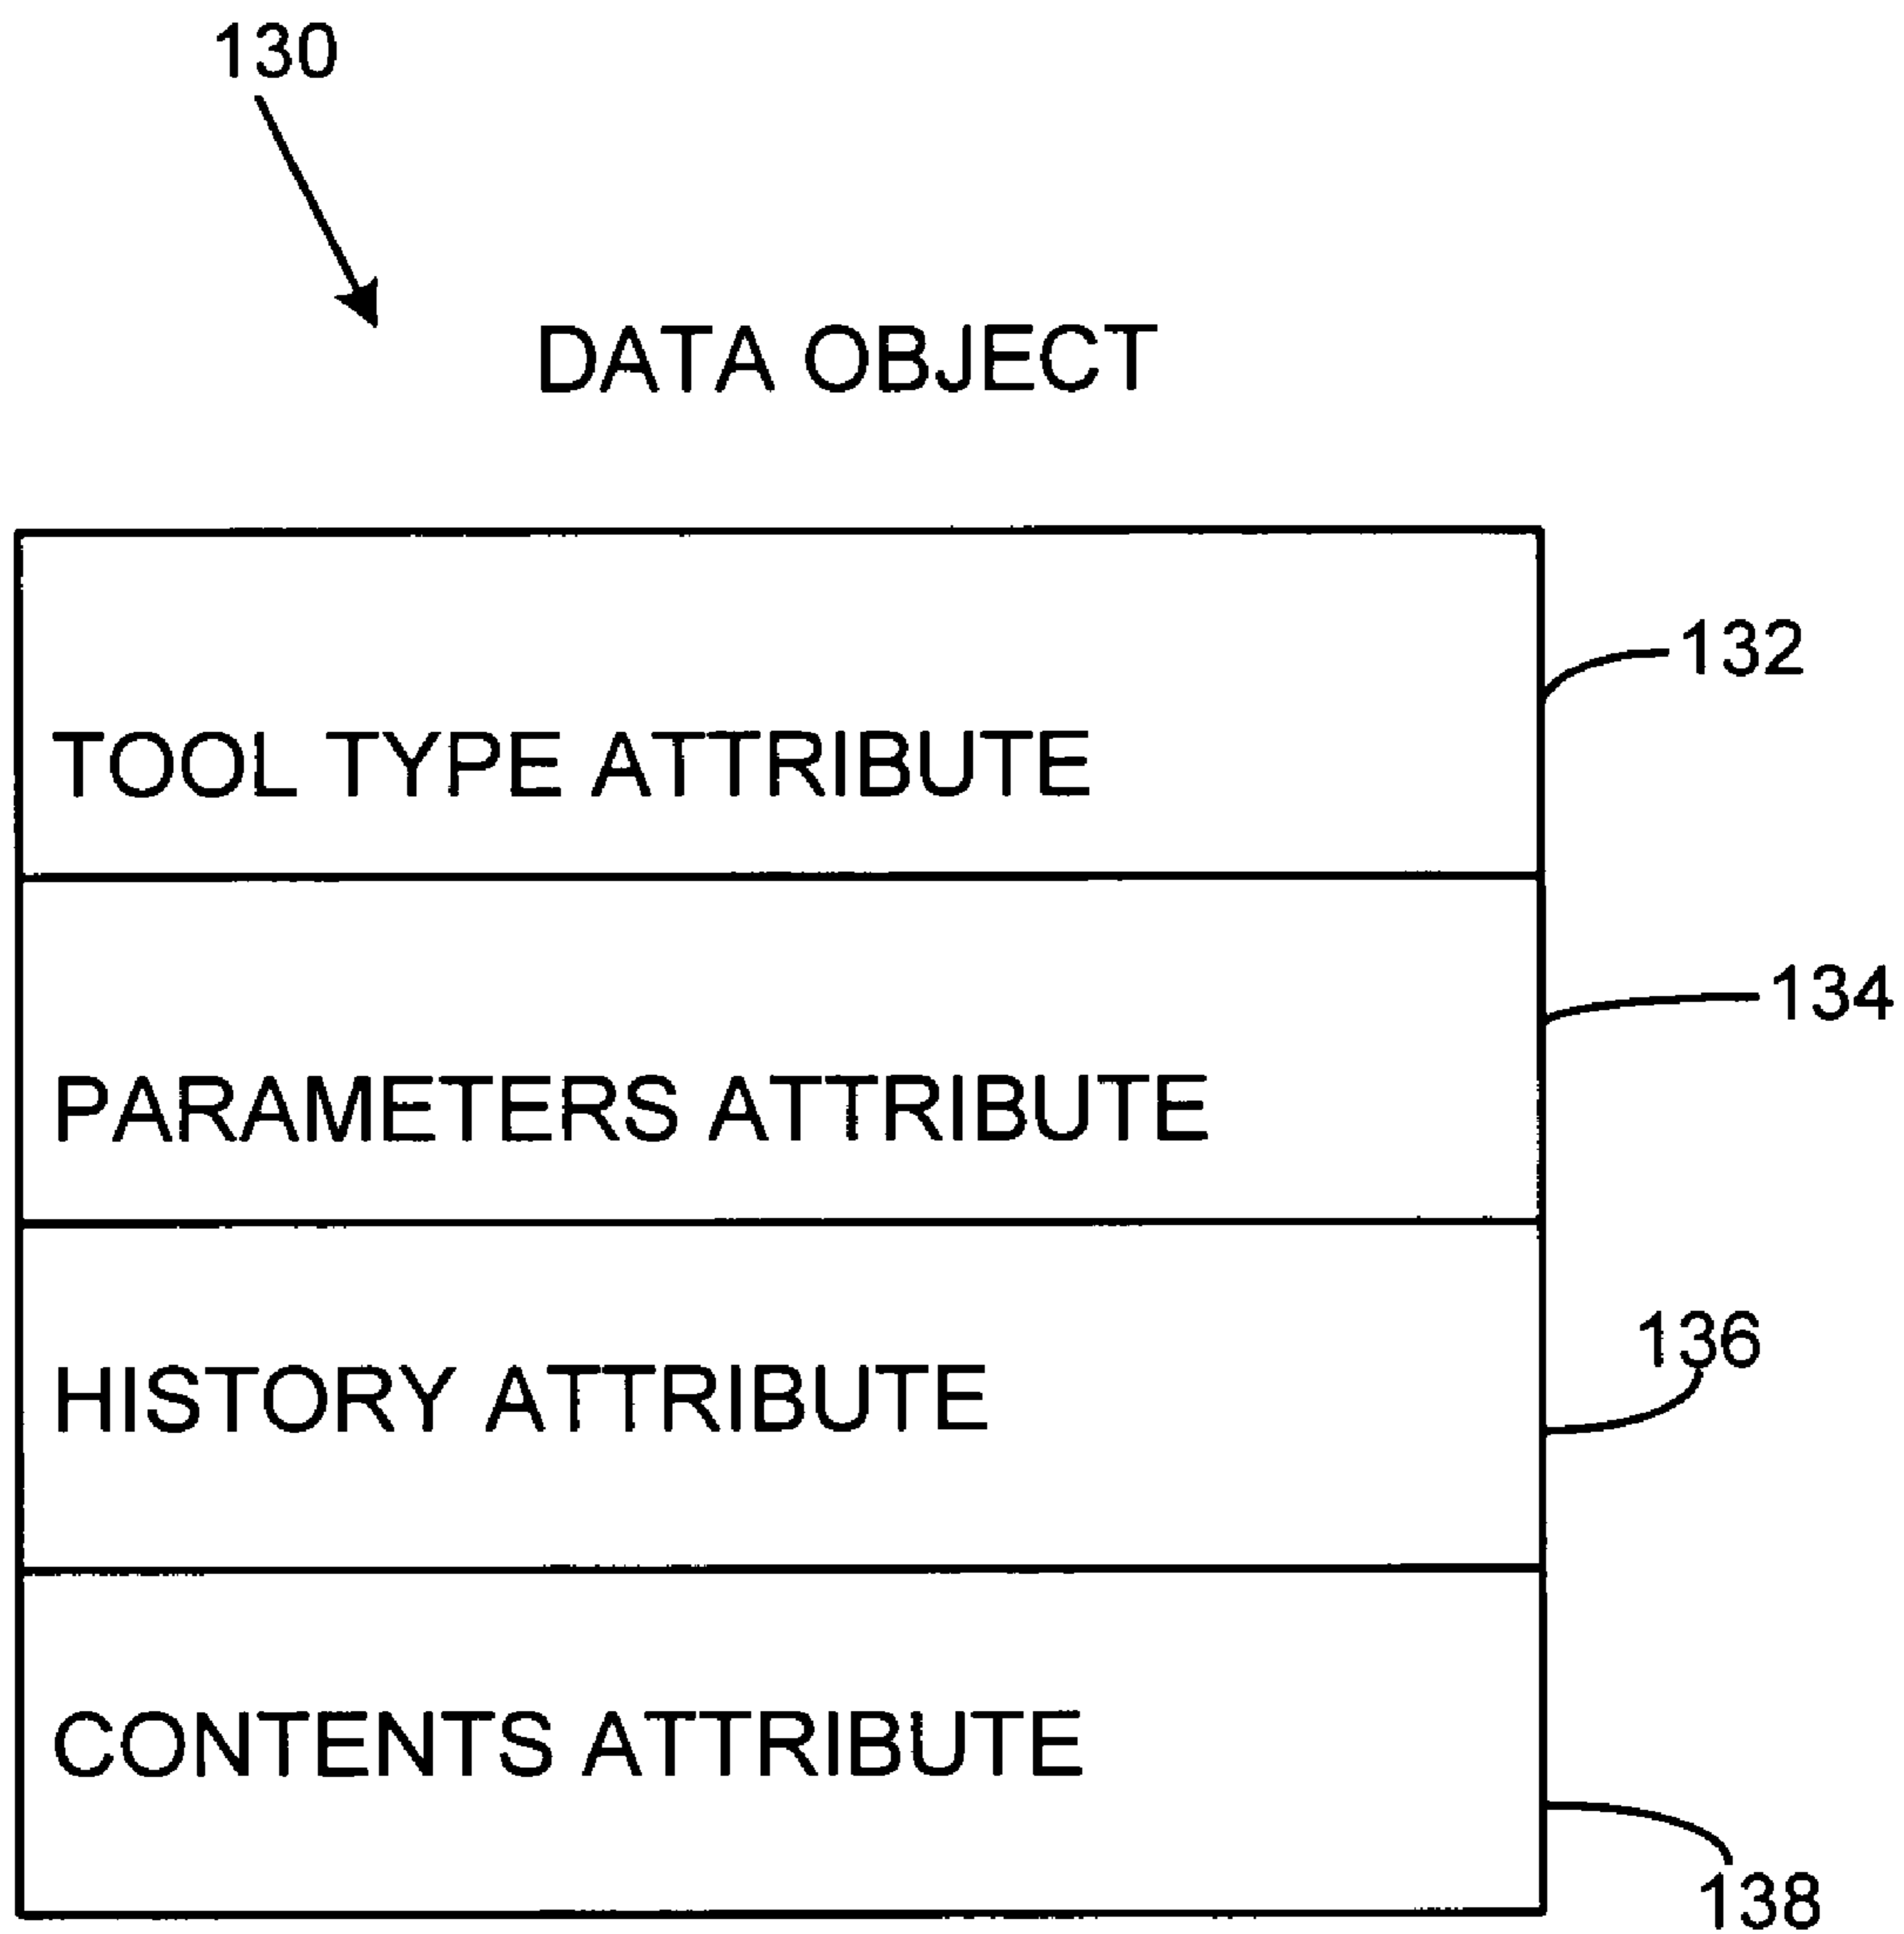 130
DATA OBJECT
132
TOOL TYPE ATTRIBUTE
134
PARAMETERS ATTRIBUTE
136
HISTORY ATTRIBUTE
CONTENTS ATTRIBUTE
138